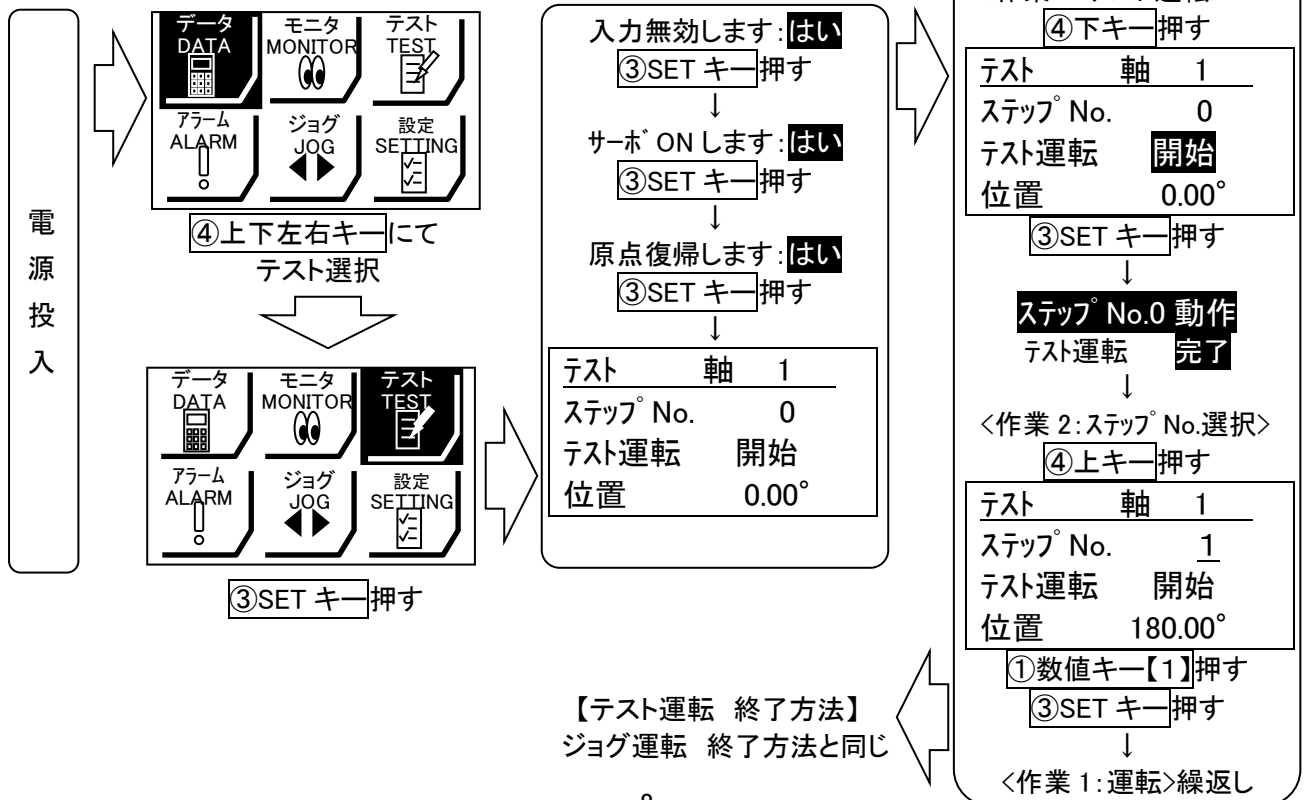 電源投入
データ モニタ テスト
DATA MONITOR TEST
アラーム ジョグ 設定
ALARM JOG SETTING
④上下左右キーにて
テスト選択
データ モニタ テスト
DATA MONITOR TEST
アラーム ジョグ 設定
ALARM JOG SETTING
③SET キー押す
入力無効します:はい
③SET キー押す
↓
サーボ ON します:はい
③SET キー押す
↓
原点復帰します:はい
③SET キー押す
↓
テスト 軸 1
ステップ No. 0
テスト運転 開始
位置 0.00°
④下キー押す
テスト 軸 1
ステップ No. 0
テスト運転 開始
位置 0.00°
③SET キー押す
↓
ステップ No.0 動作
テスト運転 完了
↓
<作業 2:ステップ No.選択>
④上キー押す
テスト 軸 1
ステップ No. 1
テスト運転 開始
位置 180.00°
①数値キー【1】押す
③SET キー押す
↓
<作業 1:運転>繰返し
【テスト運転 終了方法】
ジョグ運転 終了方法と同じ